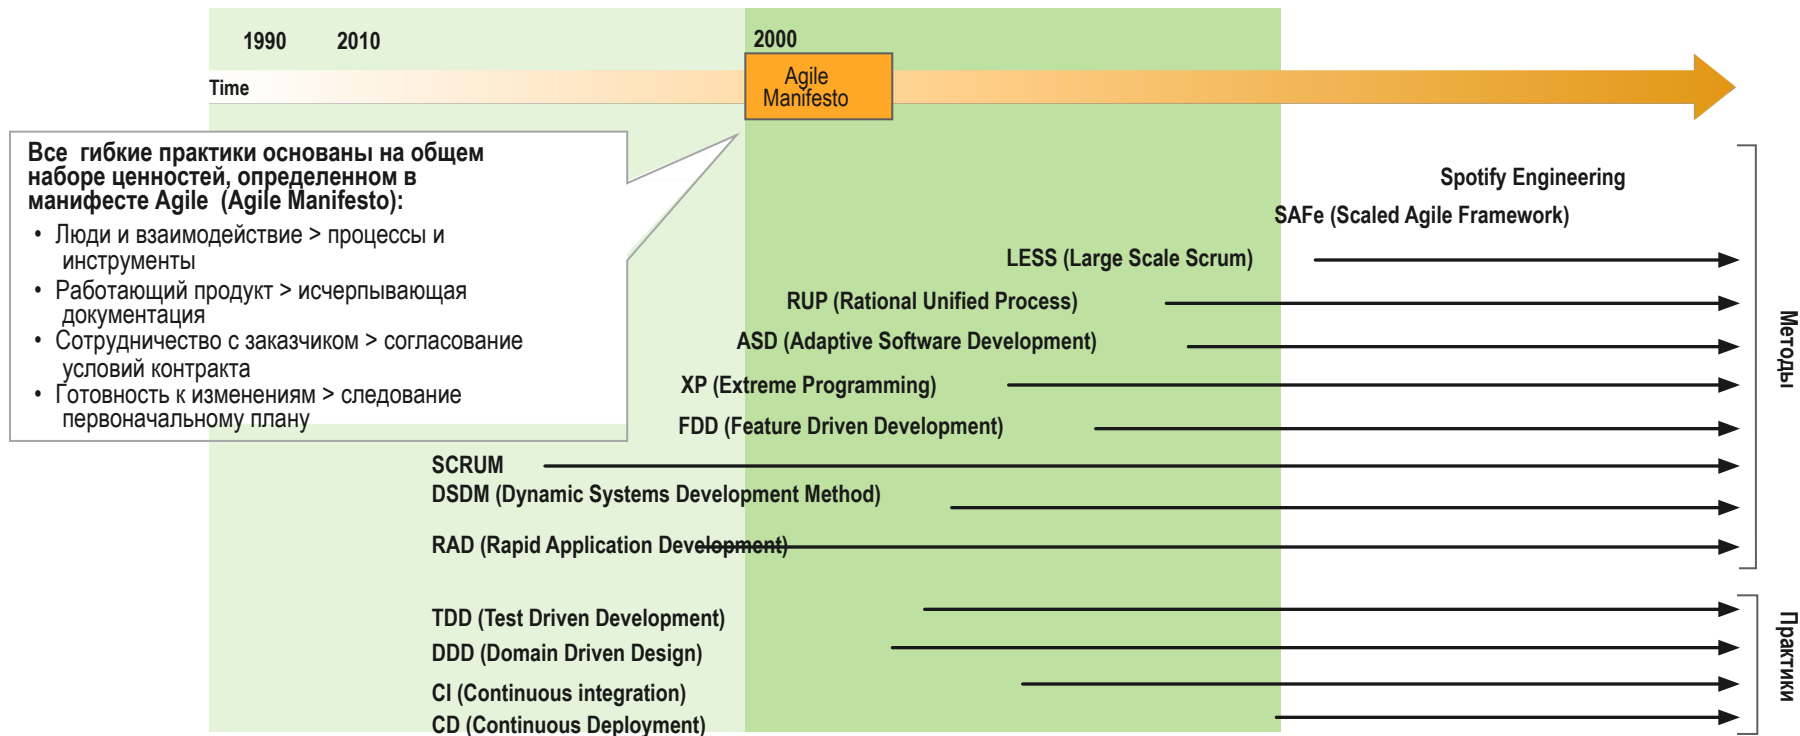 1990 2010 2000
Time
Agile
Manifesto
Все гибкие практики основаны на общем
наборе ценностей, определенном в
манифесте Agile (Agile Manifesto):
• Люди и взаимодействие > процессы и
инструменты
• Работающий продукт > исчерпывающая
документация
• Сотрудничество с заказчиком > согласование
условий контракта
• Готовность к изменениям > следование
первоначальному плану
Spotify Engineering
SAFe (Scaled Agile Framework)
LESS (Large Scale Scrum)
RUP (Rational Unified Process)
ASD (Adaptive Software Development)
XP (Extreme Programming)
FDD (Feature Driven Development)
SCRUM
DSDM (Dynamic Systems Development Method)
RAD (Rapid Application Development)
Методы
TDD (Test Driven Development)
DDD (Domain Driven Design)
CI (Continuous integration)
CD (Continuous Deployment)
Практики